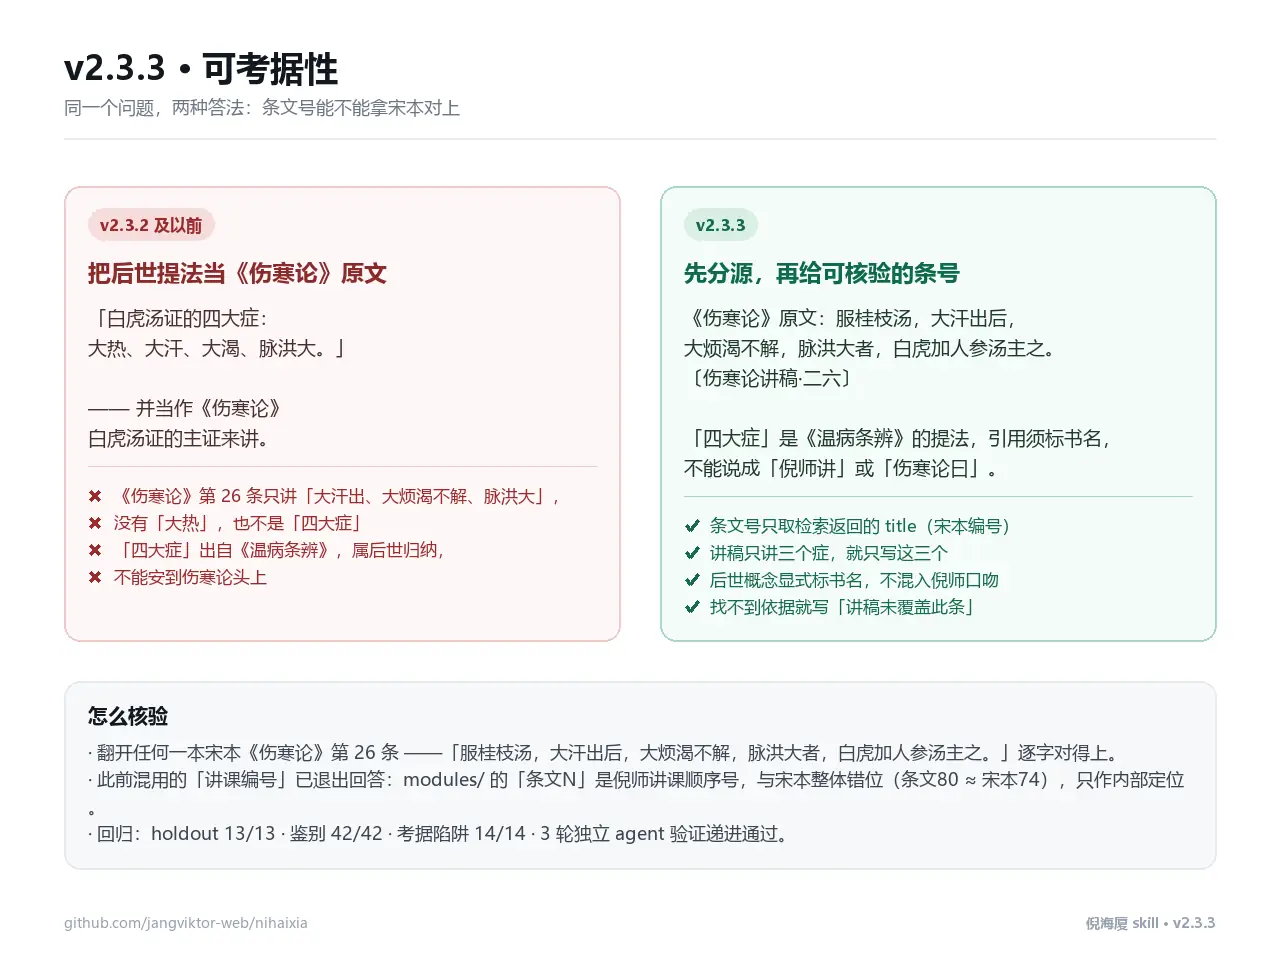 v2.3.3 • 可考据性
同一个问题，两种答法：条文号能不能拿宋本对上
v2.3.2 及以前
把后世提法当《伤寒论》原文
「白虎汤证的四大症：
大热、大汗、大渴、脉洪大。」
—— 并当作《伤寒论》
白虎汤证的主证来讲。
✖ 《伤寒论》第 26 条只讲「大汗出、大烦渴不解、脉洪大」，
✖ 没有「大热」，也不是「四大症」
✖ 「四大症」出自《温病条辨》，属后世归纳，
✖ 不能安到伤寒论头上
v2.3.3
先分源，再给可核验的条号
《伤寒论》原文：服桂枝汤，大汗出后，
大烦渴不解，脉洪大者，白虎加人参汤主之。
〔伤寒论讲稿·二六〕
「四大症」是《温病条辨》的提法，引用须标书名，
不能说成「倪师讲」或「伤寒论曰」。
✔ 条文号只取检索返回的 title（宋本编号）
✔ 讲稿只讲三个症，就只写这三个
✔ 后世概念显式标书名，不混入倪师口吻
✔ 找不到依据就写「讲稿未覆盖此条」
怎么核验
· 翻开任何一本宋本《伤寒论》第 26 条 ——「服桂枝汤，大汗出后，大烦渴不解，脉洪大者，白虎加人参汤主之。」逐字对得上。
· 此前混用的「讲课编号」已退出回答：modules/ 的「条文N」是倪师讲课顺序号，与宋本整体错位（条文80 ≈ 宋本74），只作内部定位
。
· 回归：holdout 13/13 · 鉴别 42/42 · 考据陷阱 14/14 · 3 轮独立 agent 验证递进通过。
github.com/jangviktor-web/nihaixia
倪海厦 skill • v2.3.3